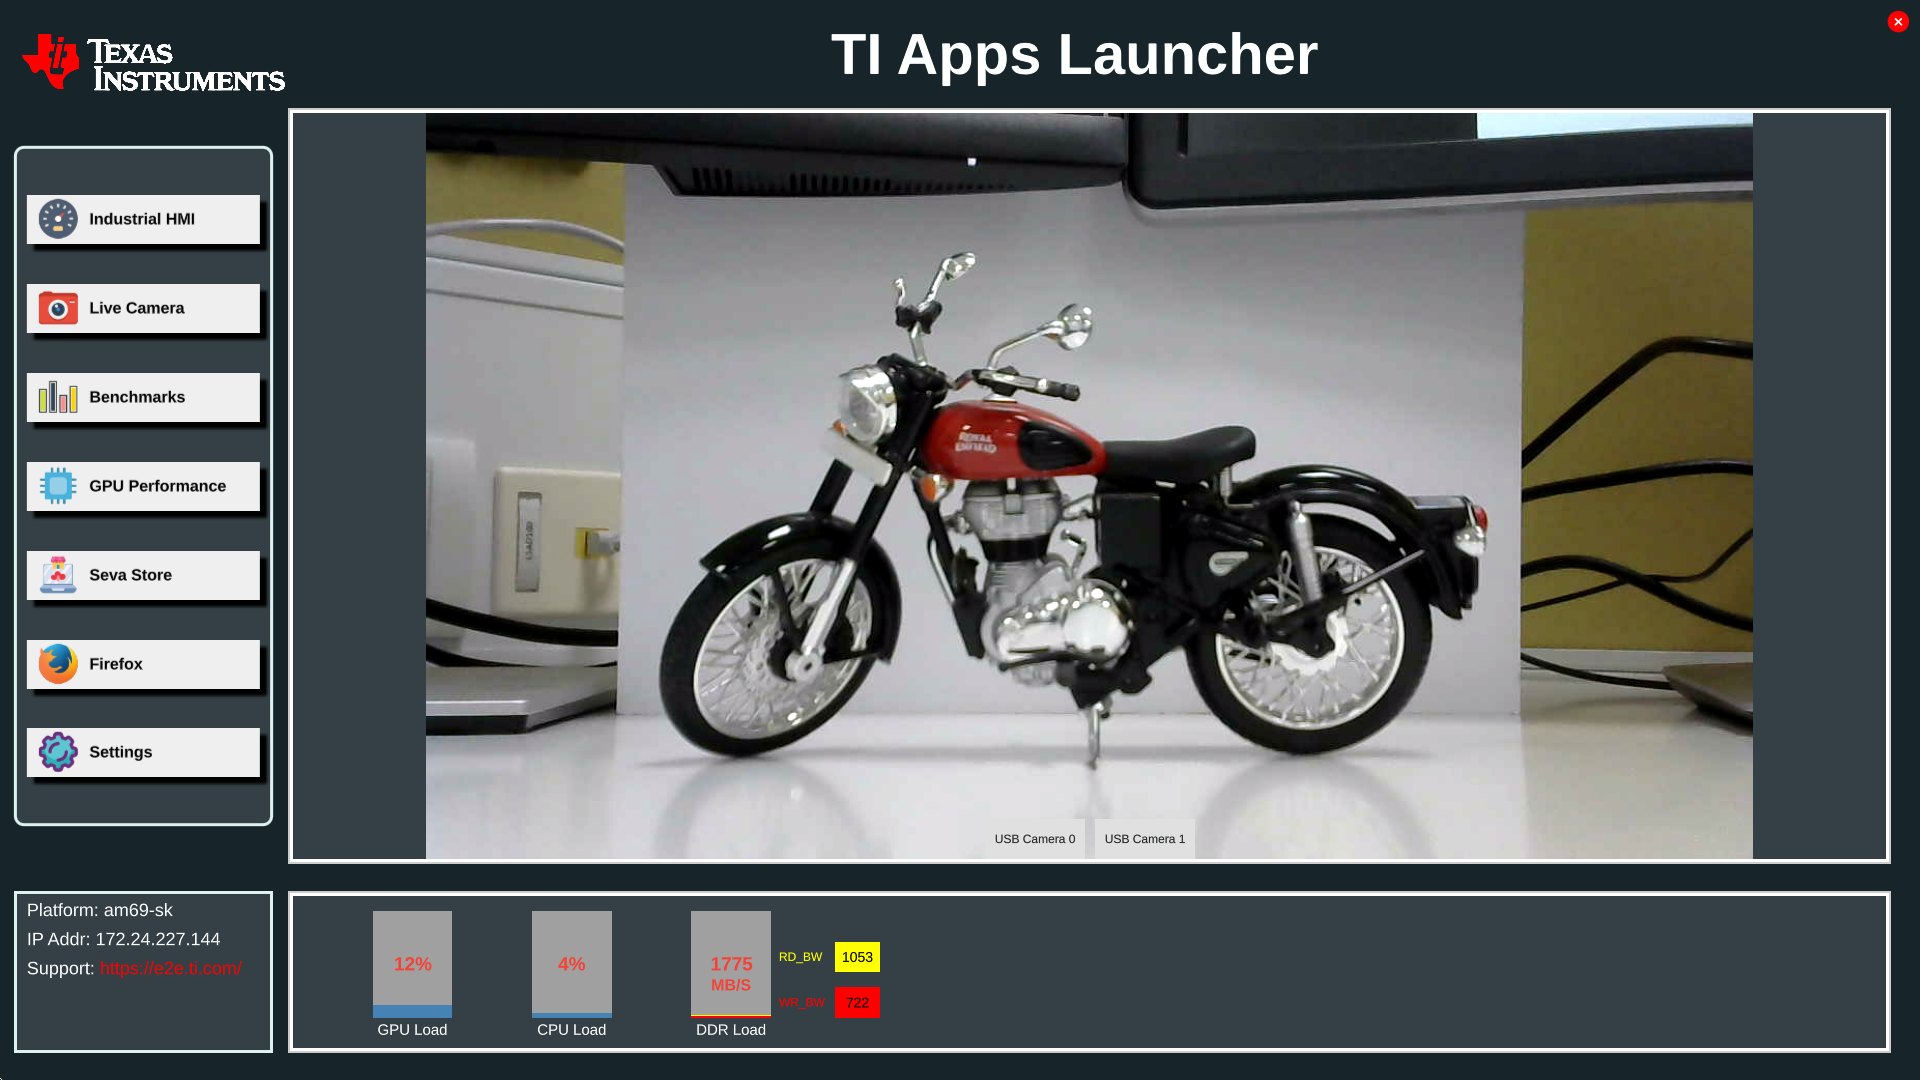 TEXAS
INSTRUMENTS
TI Apps Launcher
Industrial HMI
Live Camera
Benchmarks
GPU Performance
Seva Store
Firefox
Settings
ROYAL
ENFIELD
USB Camera 0
USB Camera 1
Platform: am69-sk
IP Addr: 172.24.227.144
Support: https://e2e.ti.com/
12%
GPU Load
4%
CPU Load
1775
MB/S
DDR Load
RD_BW 1053
WR_BW 722